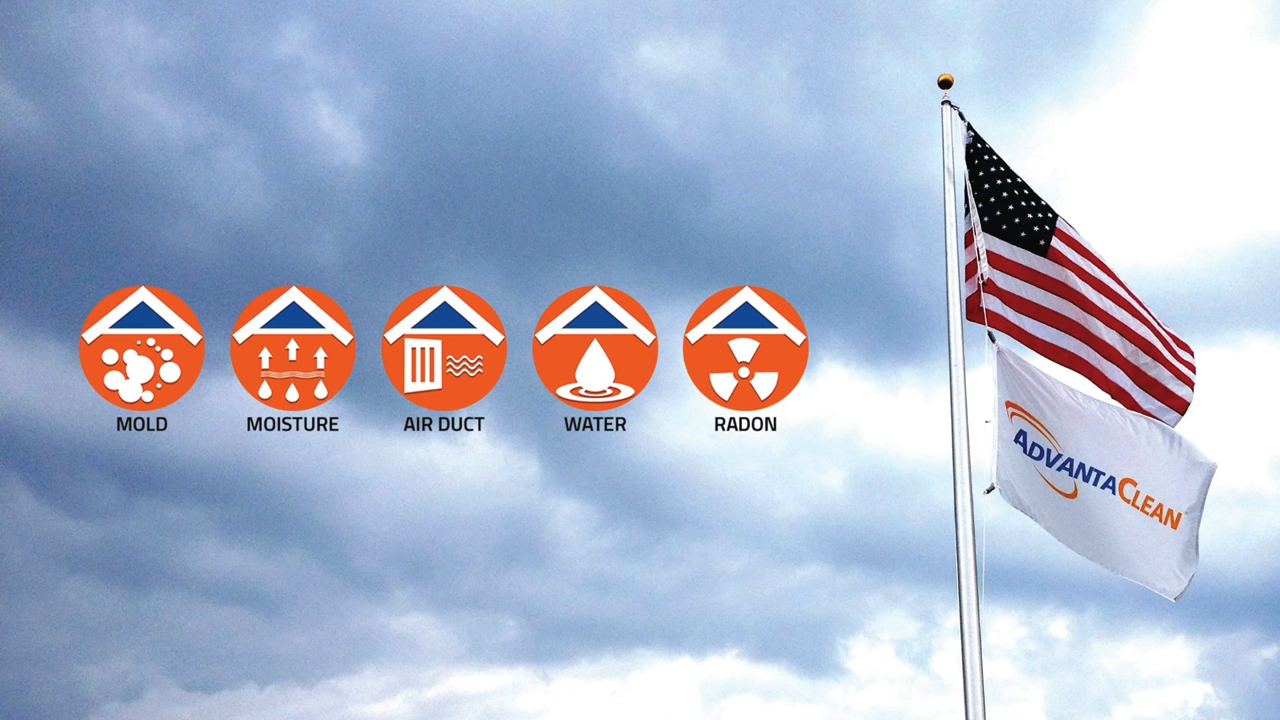 MOLD
MOISTURE
AIR DUCT
WATER
RADON
ADVANTACLEAN